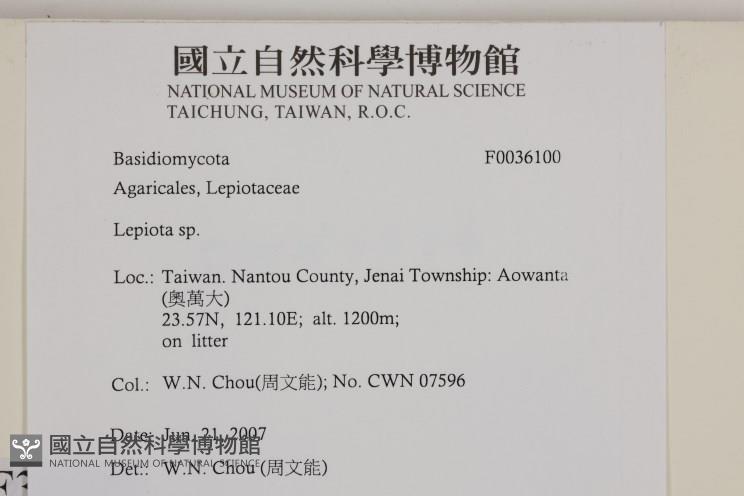 國立自然科學博物館
NATIONAL MUSEUM OF NATURAL SCIENCE
TAICHUNG, TAIWAN, R.O.C.
Basidiomycota F0036100
Agaricales, Lepiotaceae
Lepiota sp.
Loc.: Taiwan. Nantou County, Jenai Township: Aowanta
(奧萬大)
23.57N, 121.10E; alt. 1200m;
on litter
Col.: W.N. Chou(周文能); No. CWN 07596
Date: Jun. 21, 2007
國立自然科學博物館
NATIONAL MUSEUM OF NATURAL SCIENCE
Det.: W.N. Chou (周文能)